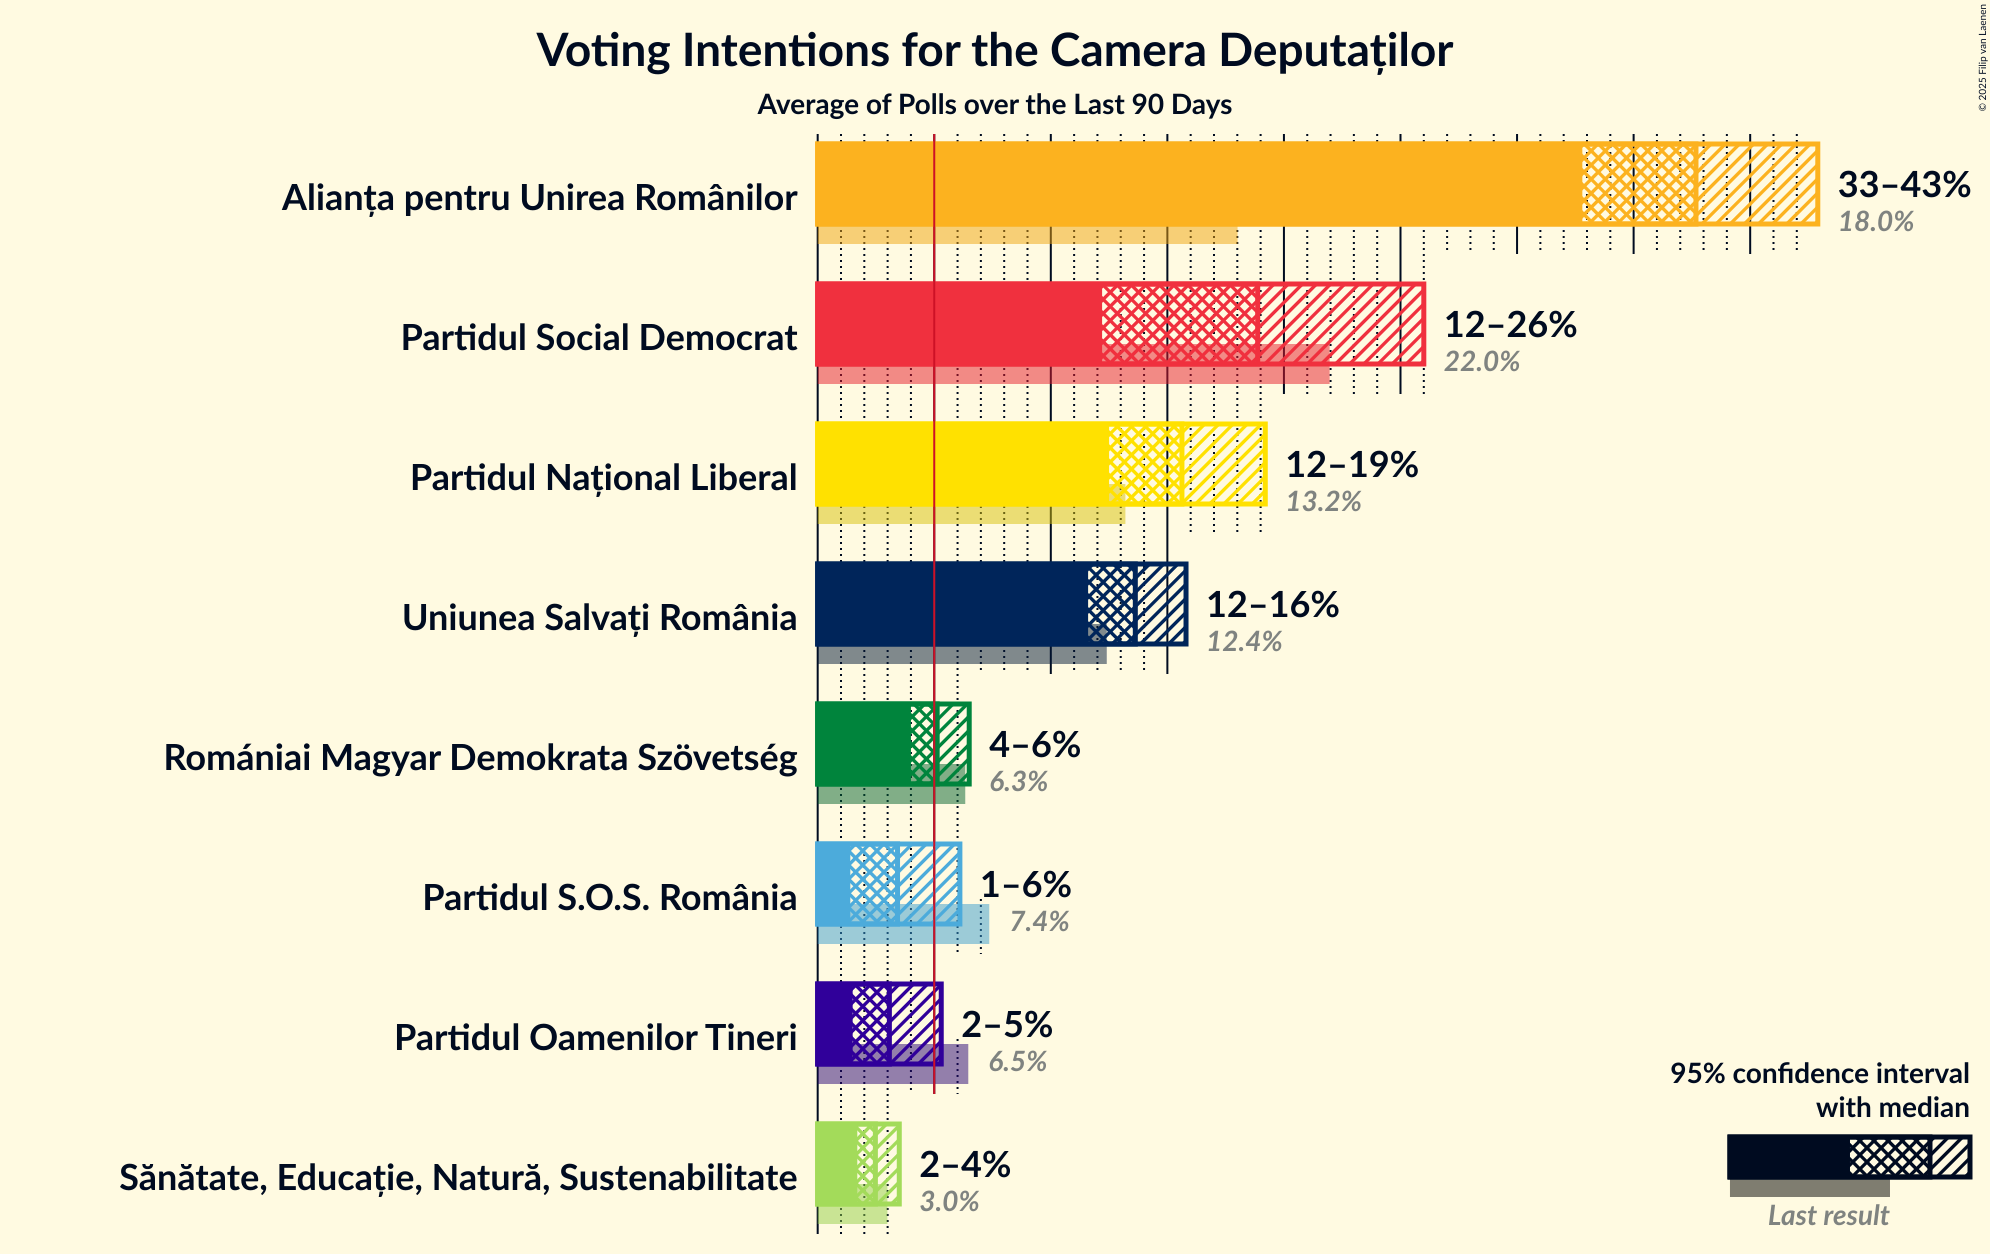 Voting Intentions for the Camera Deputaților
Average of Polls over the Last 90 Days
© 2025 Filip van Laenen
Alianța pentru Unirea Românilor
33–43%
18.0%
Partidul Social Democrat
12–26%
22.0%
Partidul Național Liberal
12–19%
13.2%
Uniunea Salvați România
12–16%
12.4%
Romániai Magyar Demokrata Szövetség
4–6%
6.3%
Partidul S.O.S. România
1–6%
7.4%
Partidul Oamenilor Tineri
2–5%
6.5%
Sănătate, Educație, Natură, Sustenabilitate
2–4%
3.0%
95% confidence interval
with median
Last result